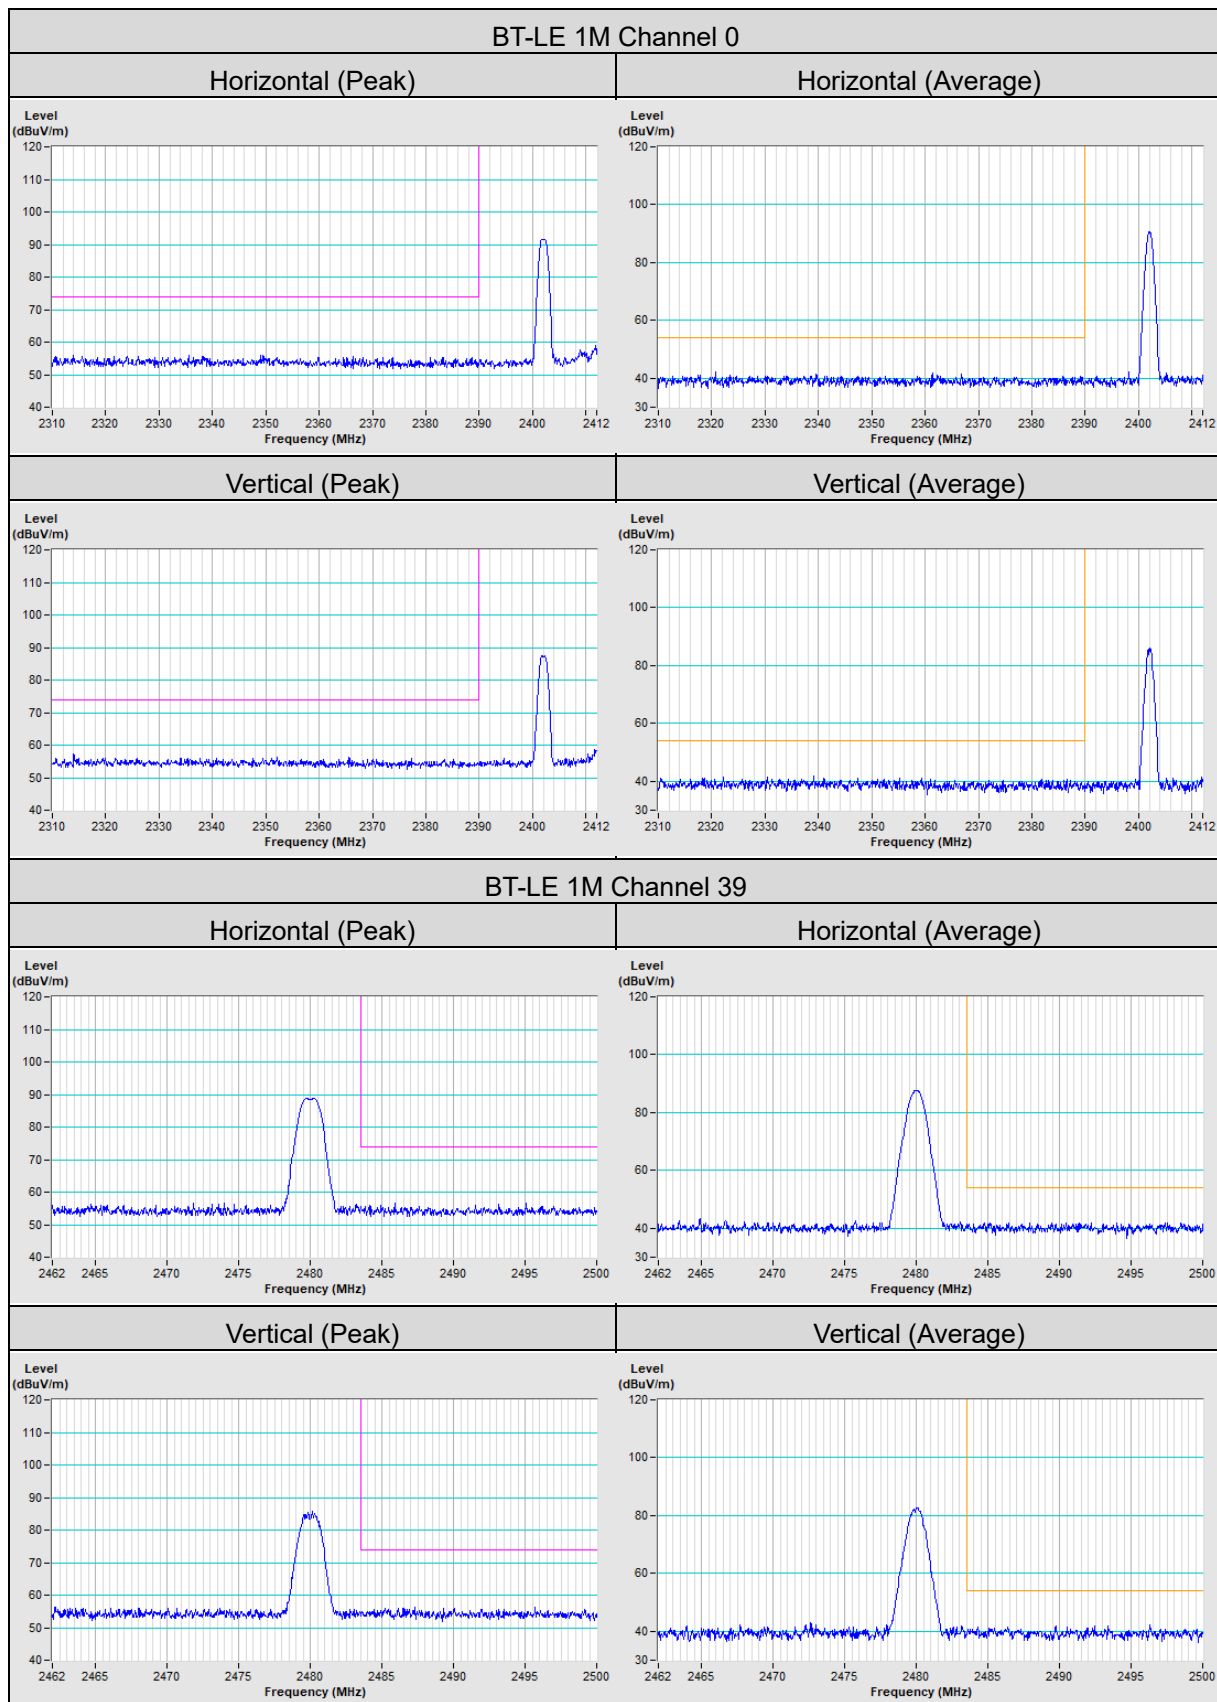 BT-LE 1M Channel 0
Horizontal (Peak)
Horizontal (Average)
Level
(dBuV/m)
120
110
100
90
80
70
60
50
40
2310 2320 2330 2340 2350 2360 2370 2380 2390 2400 2412
Frequency (MHz)
Level
(dBuV/m)
120
100
80
60
40
30
2310 2320 2330 2340 2350 2360 2370 2380 2390 2400 2412
Frequency (MHz)
Vertical (Peak)
Vertical (Average)
Level
(dBuV/m)
120
110
100
90
80
70
60
50
40
2310 2320 2330 2340 2350 2360 2370 2380 2390 2400 2412
Frequency (MHz)
Level
(dBuV/m)
120
100
80
60
40
30
2310 2320 2330 2340 2350 2360 2370 2380 2390 2400 2412
Frequency (MHz)
BT-LE 1M Channel 39
Horizontal (Peak)
Horizontal (Average)
Level
(dBuV/m)
120
110
100
90
80
70
60
50
40
2462 2465 2470 2475 2480 2485 2490 2495 2500
Frequency (MHz)
Level
(dBuV/m)
120
100
80
60
40
30
2462 2465 2470 2475 2480 2485 2490 2495 2500
Frequency (MHz)
Vertical (Peak)
Vertical (Average)
Level
(dBuV/m)
120
110
100
90
80
70
60
50
40
2462 2465 2470 2475 2480 2485 2490 2495 2500
Frequency (MHz)
Level
(dBuV/m)
120
100
80
60
40
30
2462 2465 2470 2475 2480 2485 2490 2495 2500
Frequency (MHz)